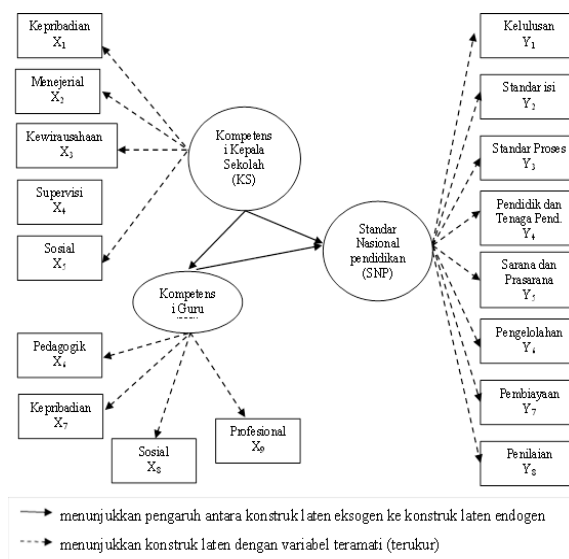 Kepribadian
X1
Menejerial
X2
Kewirausahaan
X3
Supervisi
X4
Sosial
X5
Kompetens
i Kepala
Sekolah
(KS)
Kompetens
i Guru
Pedagogik
X6
Kepribadian
X7
Sosial
X8
Profesional
X9
Standar
Nasional
pendidikan
(SNP)
Kelulusan
Y1
Standar isi
Y2
Standar Proses
Y3
Pendidik dan
Tenaga Pend.
Y4
Sarana dan
Prasarana
Y5
Pengelolahan
Y6
Pembiayaan
Y7
Penilaian
Y8
menunjukkan pengaruh antara konstruk laten eksogen ke konstruk laten endogen
menunjukkan konstruk laten dengan variabel teramati (terukur)